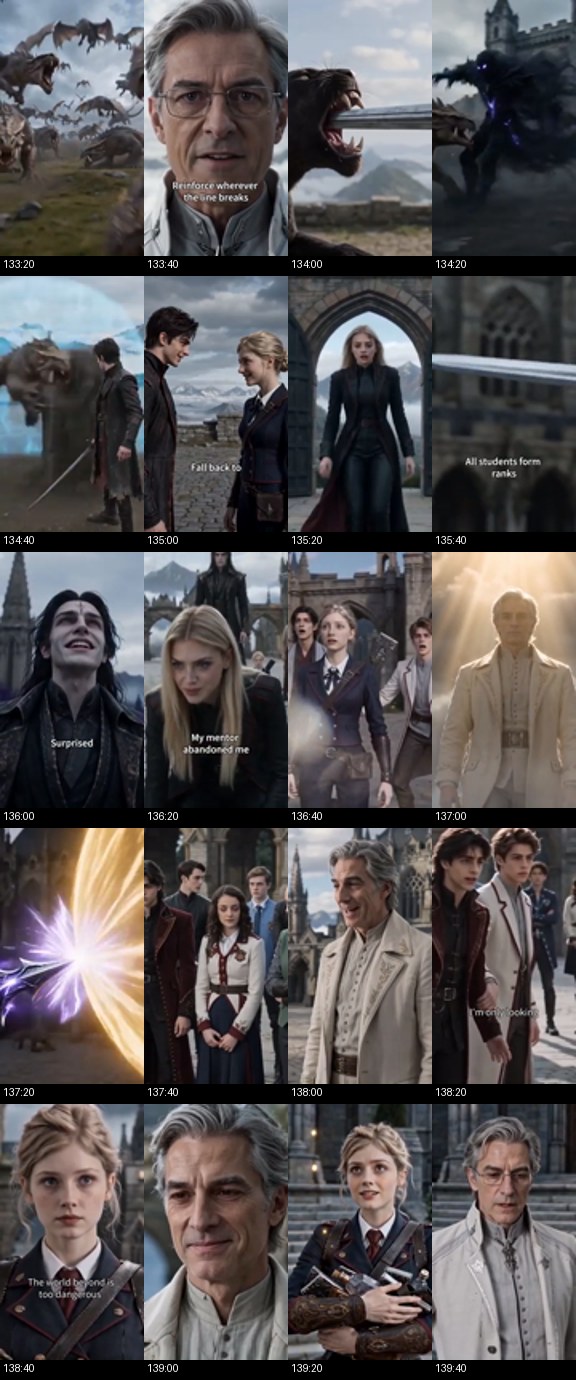 Reinforce wherever
the line breaks
133:20
133:40
134:00
134:20
Fall back to
All students form
ranks
134:40
135:00
135:20
135:40
Surprised
My mentor
abandoned me
136:00
136:20
136:40
137:00
I'm only looking
137:20
137:40
138:00
138:20
The world beyond is
too dangerous
138:40
139:00
139:20
139:40